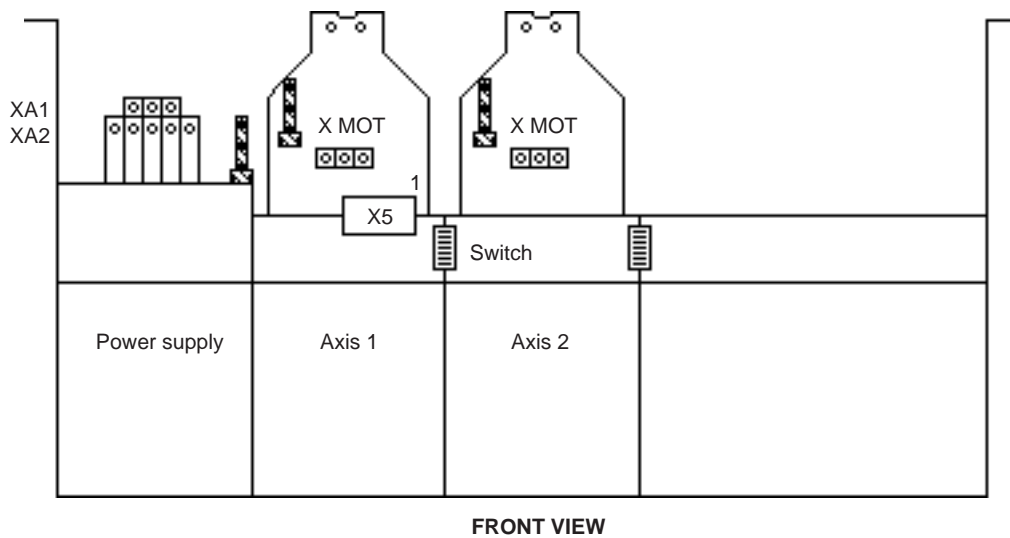 XA1
XA2
X MOT
X MOT
1
X5
Switch
Power supply
Axis 1
Axis 2
FRONT VIEW